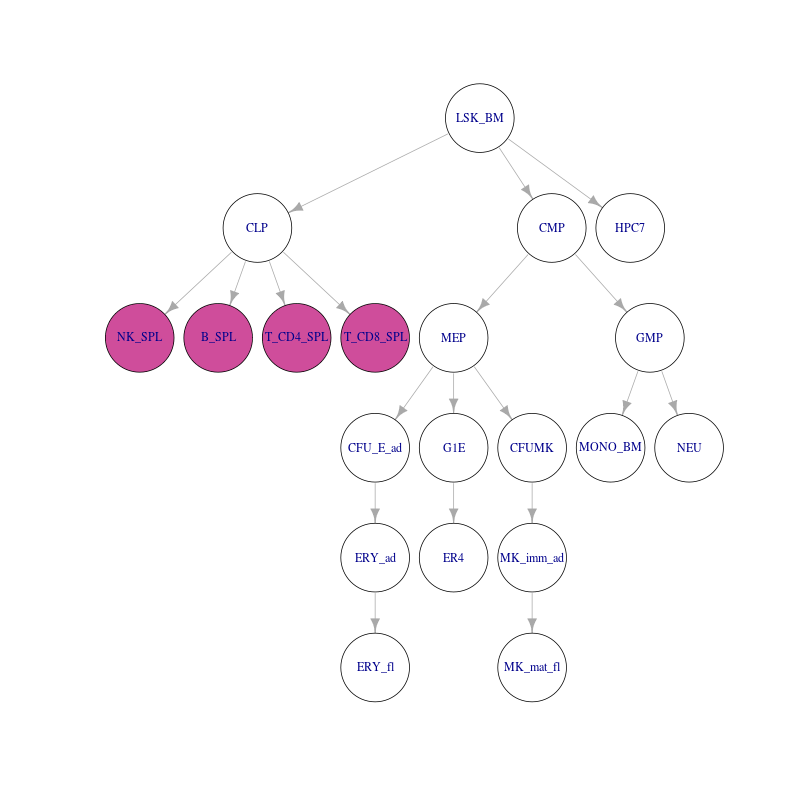 LSK_BM
CLP
CMP
HPC7
NK_SPL
B_SPL
T_CD4_SPL
T_CD8_SPL
MEP
GMP
CFU_E_ad
G1E
CFUMK
MONO_BM
NEU
ERY_ad
ER4
MK_imm_ad
ERY_fl
MK_mat_fl